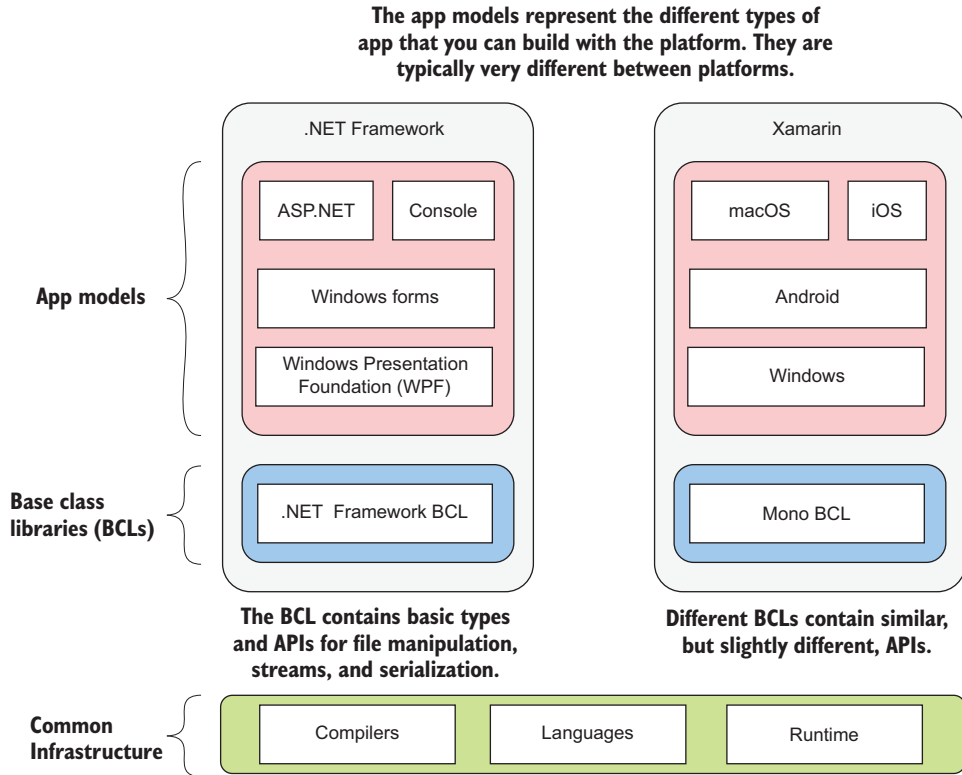 The app models represent the different types of
app that you can build with the platform. They are
typically very different between platforms.
.NET Framework
Xamarin
App models
ASP.NET
Console
Windows forms
Windows Presentation
Foundation (WPF)
macOS
iOS
Android
Windows
Base class
libraries (BCLs)
.NET Framework BCL
Mono BCL
The BCL contains basic types
and APIs for file manipulation,
streams, and serialization.
Different BCLs contain similar,
but slightly different, APIs.
Common
Infrastructure
Compilers
Languages
Runtime